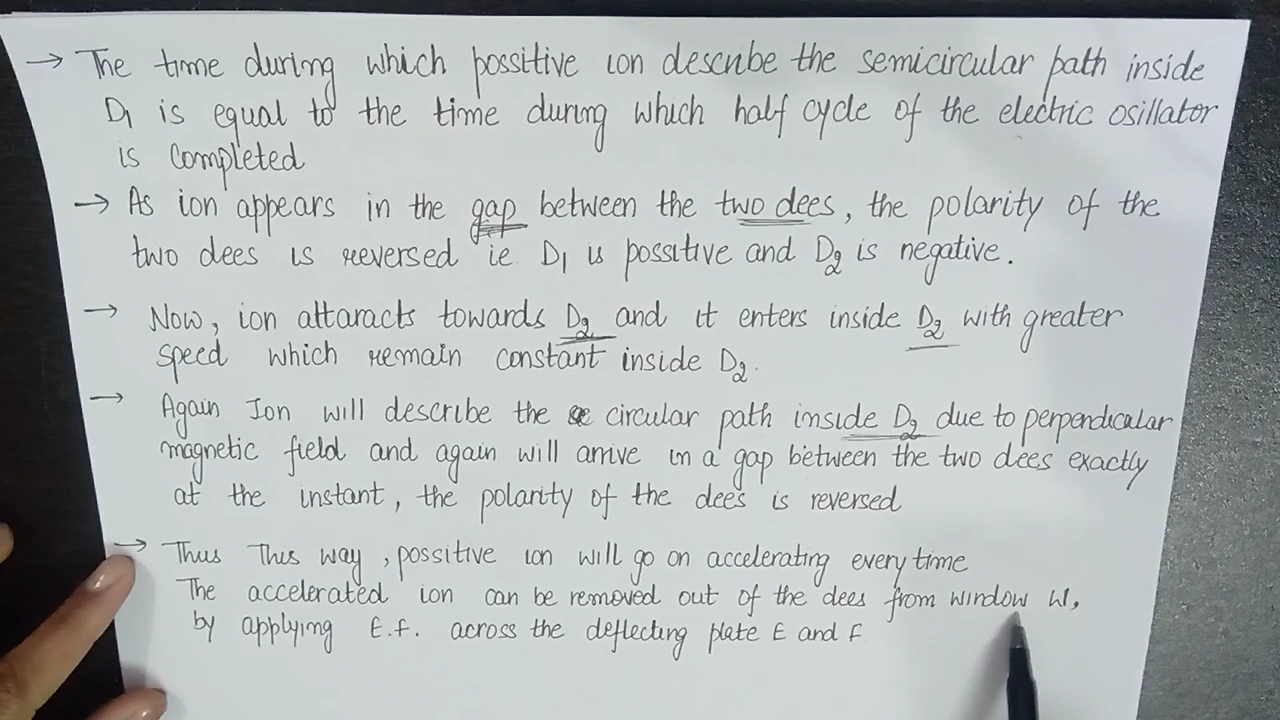 → The time during which possitive ion describe the semicircular path inside
D₁ is equal to the time during which half cycle of the electric osillator
is completed
→ As ion appears in the gap between the two dees, the polarity of the
two dees is reversed ie D₁ is possitive and D₂ is negative.
→ Now, ion attaracts towards D₂ and it enters inside D₂ with greater
speed which remain constant inside D₂.
→ Again Ion will describe the circular path inside D₂ due to perpendicular
magnetic field and again will arrive in a gap between the two dees exactly
at the instant, the polarity of the dees is reversed
→ Thus This way, possitive ion will go on accelerating every time
The accelerated ion can be removed out of the dees from window W,
by applying E.f. across the deflecting plate E and F